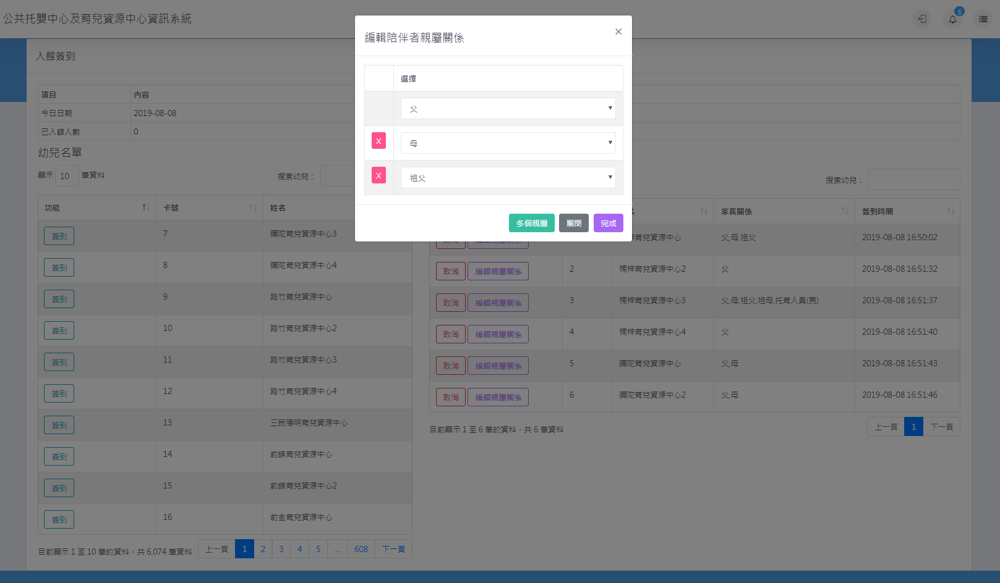 公共托嬰中心及育兒資源中心資訊系統
6
入館簽到
項目 內容
今日日期 2019-08-08
已入館人數 0
幼兒名單
顯示 10 筆資料
搜索幼兒：
功能 卡號 姓名
簽到 7 彌陀育兒資源中心3
簽到 8 彌陀育兒資源中心4
簽到 9 路竹育兒資源中心
簽到 10 路竹育兒資源中心2
簽到 11 路竹育兒資源中心3
簽到 12 路竹育兒資源中心4
簽到 13 三民陽明育兒資源中心
簽到 14 前鎮育兒資源中心
簽到 15 前鎮育兒資源中心2
簽到 16 前金育兒資源中心
目前顯示 1 至 10 筆的資料，共 6,074 筆資料
上一頁 1 2 3 4 5 ... 608 下一頁
編輯陪伴者親屬關係
×
選擇
父
X 母
X 祖父
多個親屬 關閉 完成
搜索幼兒：
家長關係 簽到時間
育兒資源中心 父,母,祖父 2019-08-08 16:50:02
取消 編輯親屬關係 2 楠梓育兒資源中心2 父 2019-08-08 16:51:32
取消 編輯親屬關係 3 楠梓育兒資源中心3 父,母,祖父,祖母,托育人員(男) 2019-08-08 16:51:37
取消 編輯親屬關係 4 楠梓育兒資源中心4 父 2019-08-08 16:51:40
取消 編輯親屬關係 5 彌陀育兒資源中心 父,母 2019-08-08 16:51:43
取消 編輯親屬關係 6 彌陀育兒資源中心2 父,母 2019-08-08 16:51:46
目前顯示 1 至 6 筆的資料，共 6 筆資料
上一頁 1 下一頁